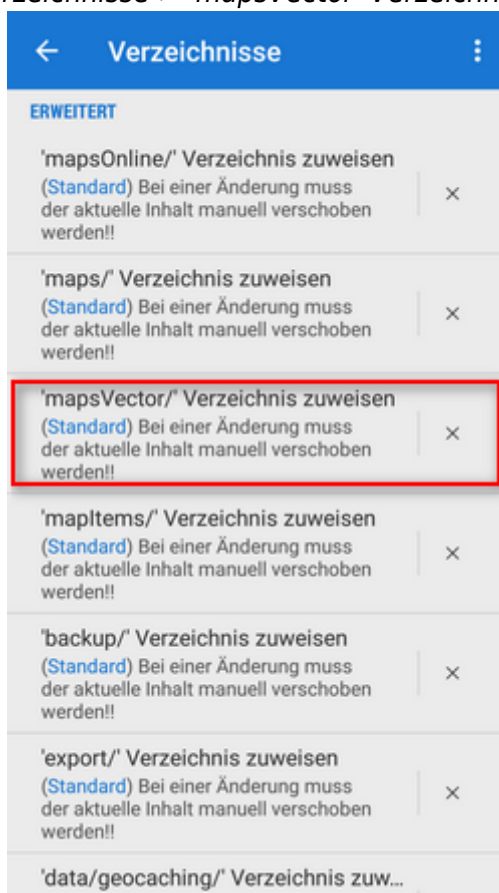 Verzeichnisse
ERWEITERT
'mapsOnline/' Verzeichnis zuweisen
(Standard) Bei einer Änderung muss
der aktuelle Inhalt manuell verschoben
werden!!
'maps/' Verzeichnis zuweisen
(Standard) Bei einer Änderung muss
der aktuelle Inhalt manuell verschoben
werden!!
'mapsVector/' Verzeichnis zuweisen
(Standard) Bei einer Änderung muss
der aktuelle Inhalt manuell verschoben
werden!!
'mapItems/' Verzeichnis zuweisen
(Standard) Bei einer Änderung muss
der aktuelle Inhalt manuell verschoben
werden!!
'backup/' Verzeichnis zuweisen
(Standard) Bei einer Änderung muss
der aktuelle Inhalt manuell verschoben
werden!!
'export/' Verzeichnis zuweisen
(Standard) Bei einer Änderung muss
der aktuelle Inhalt manuell verschoben
werden!!
'data/geocaching/' Verzeichnis zuw...